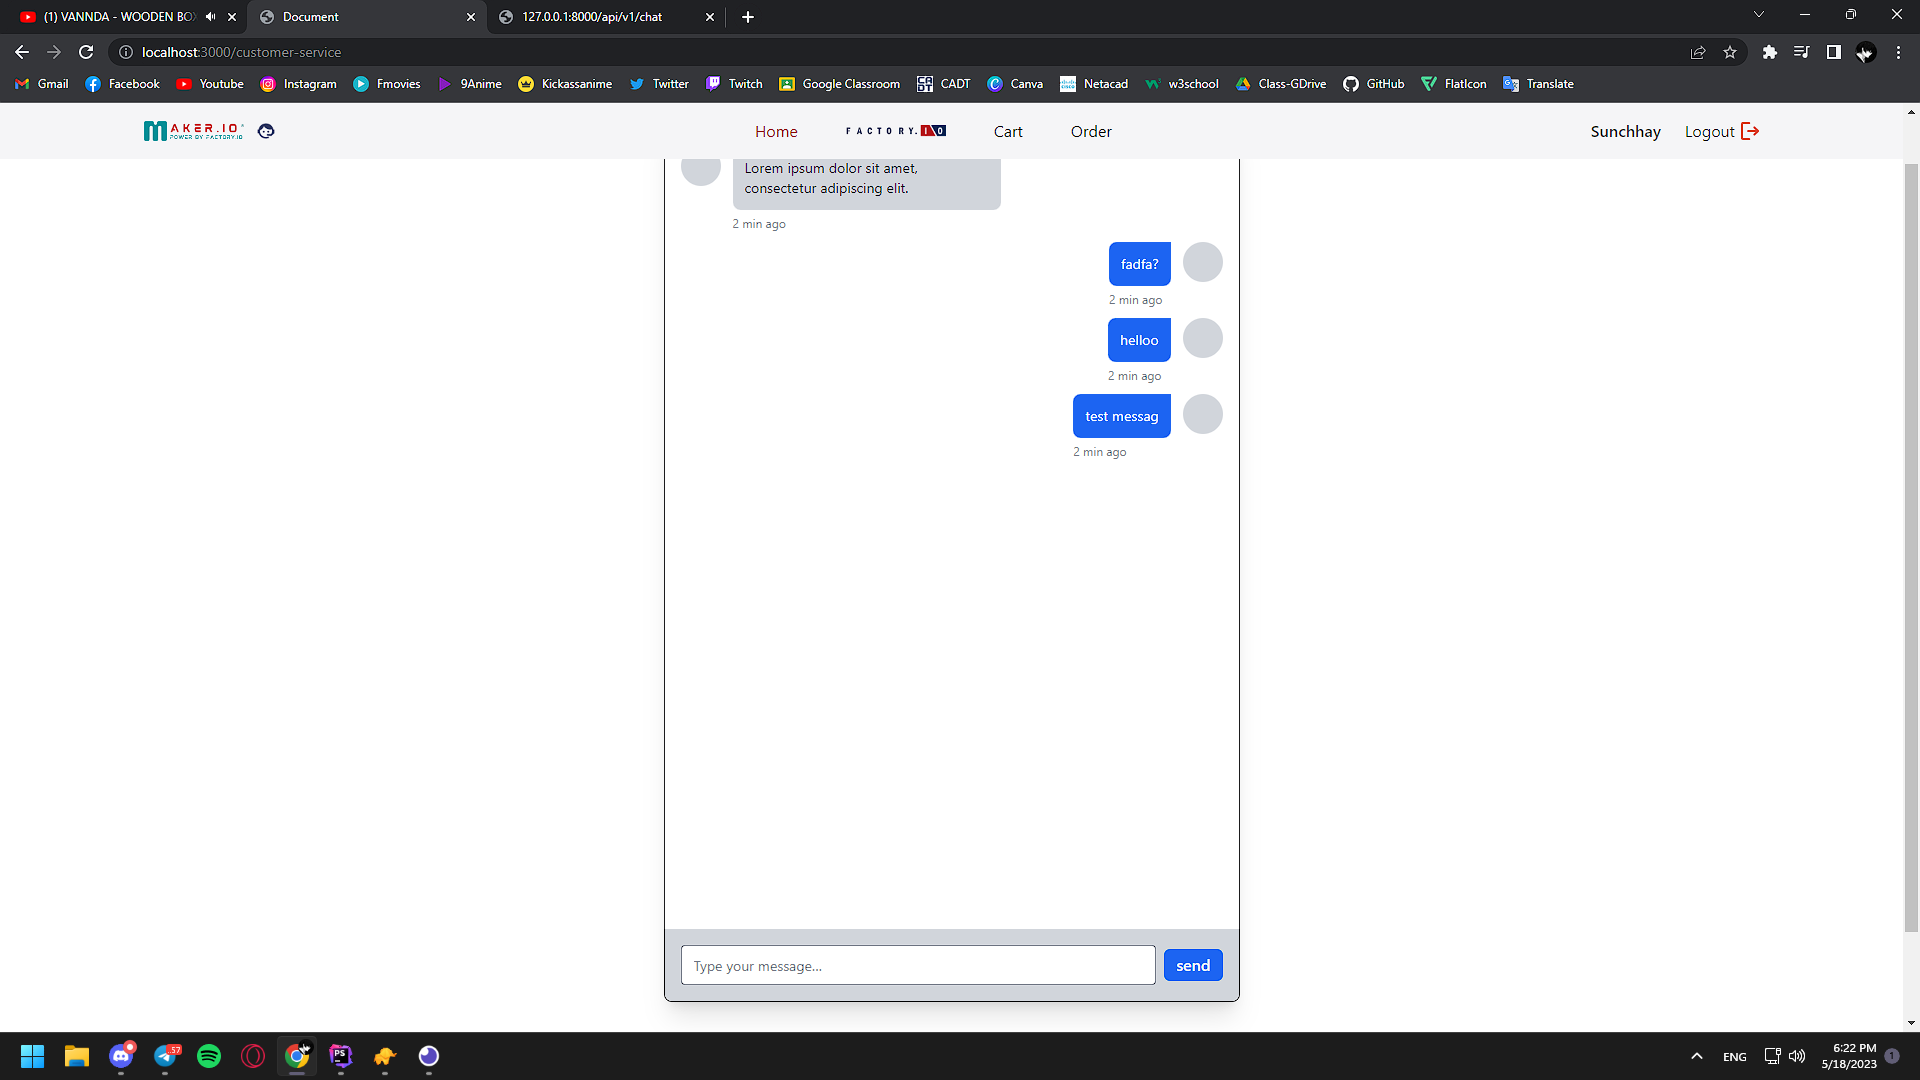 (1) VANNDA - WOODEN BO
Document
127.0.0.1:8000/api/v1/chat
localhost:3000/customer-service
Gmail
Facebook
Youtube
Instagram
Fmovies
9Anime
Kickassanime
Twitter
Twitch
Google Classroom
CADT
Canva
Netacad
w3school
Class-GDrive
GitHub
FlatIcon
Translate
MAKER.IO
POWER BY FACTORY.IO
Home
FACTORY.I\O
Cart
Order
Sunchhay
Logout
Lorem ipsum dolor sit amet,
consectetur adipiscing elit.
2 min ago
fadfa?
2 min ago
helloo
2 min ago
test messag
2 min ago
Type your message...
send
57
PS
ENG
6:22 PM
5/18/2023
1